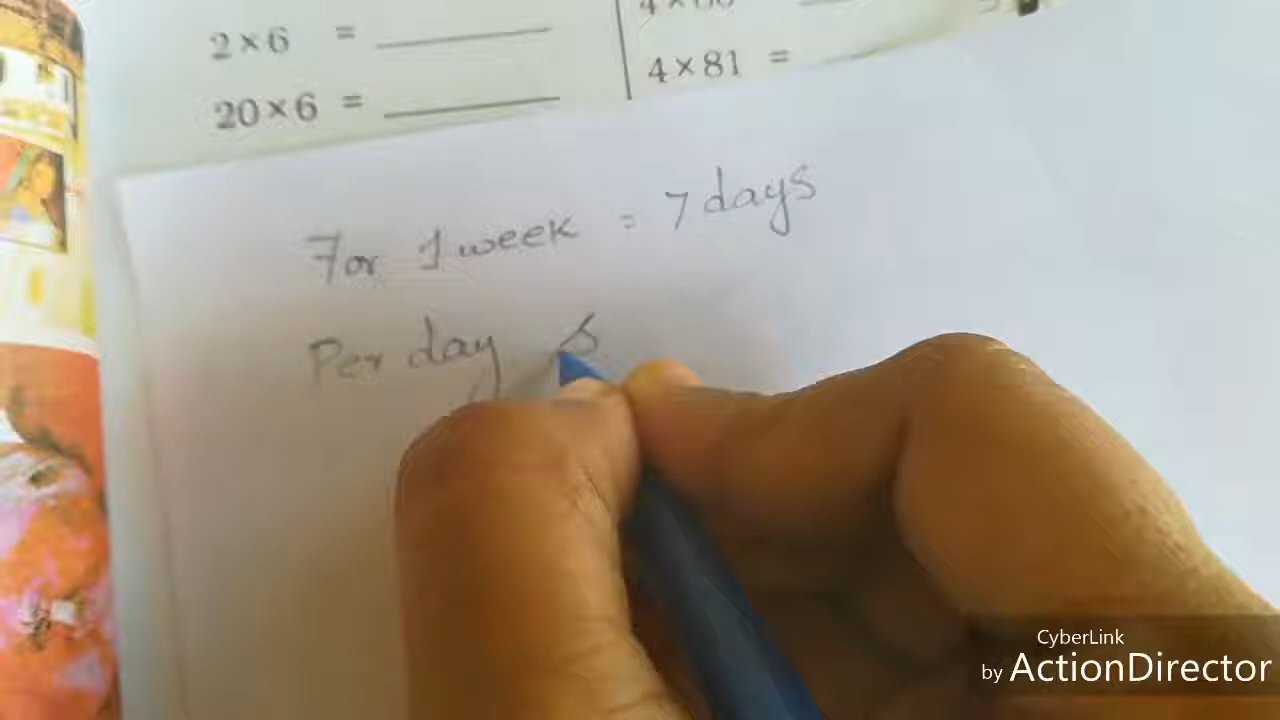 2×6 =
4×81 =
20×6 =
For 1 week = 7 days
Per day S
CyberLink
by ActionDirector